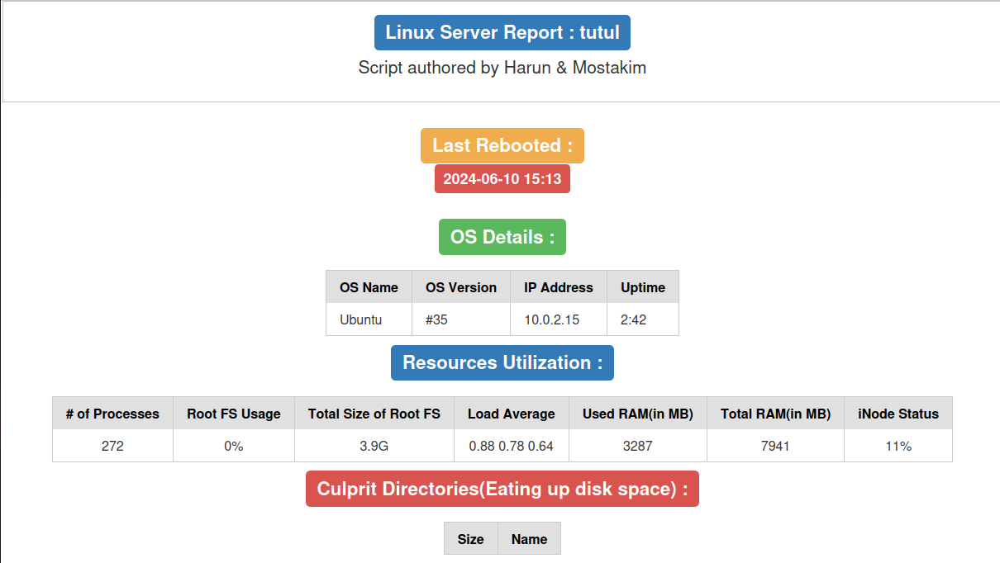 Linux Server Report : tutul
Script authored by Harun & Mostakim
Last Rebooted :
2024-06-10 15:13
OS Details :
OS Name OS Version IP Address Uptime
Ubuntu #35 10.0.2.15 2:42
Resources Utilization :
# of Processes Root FS Usage Total Size of Root FS Load Average Used RAM(in MB) Total RAM(in MB) iNode Status
272 0% 3.9G 0.88 0.78 0.64 3287 7941 11%
Culprit Directories(Eating up disk space) :
Size Name